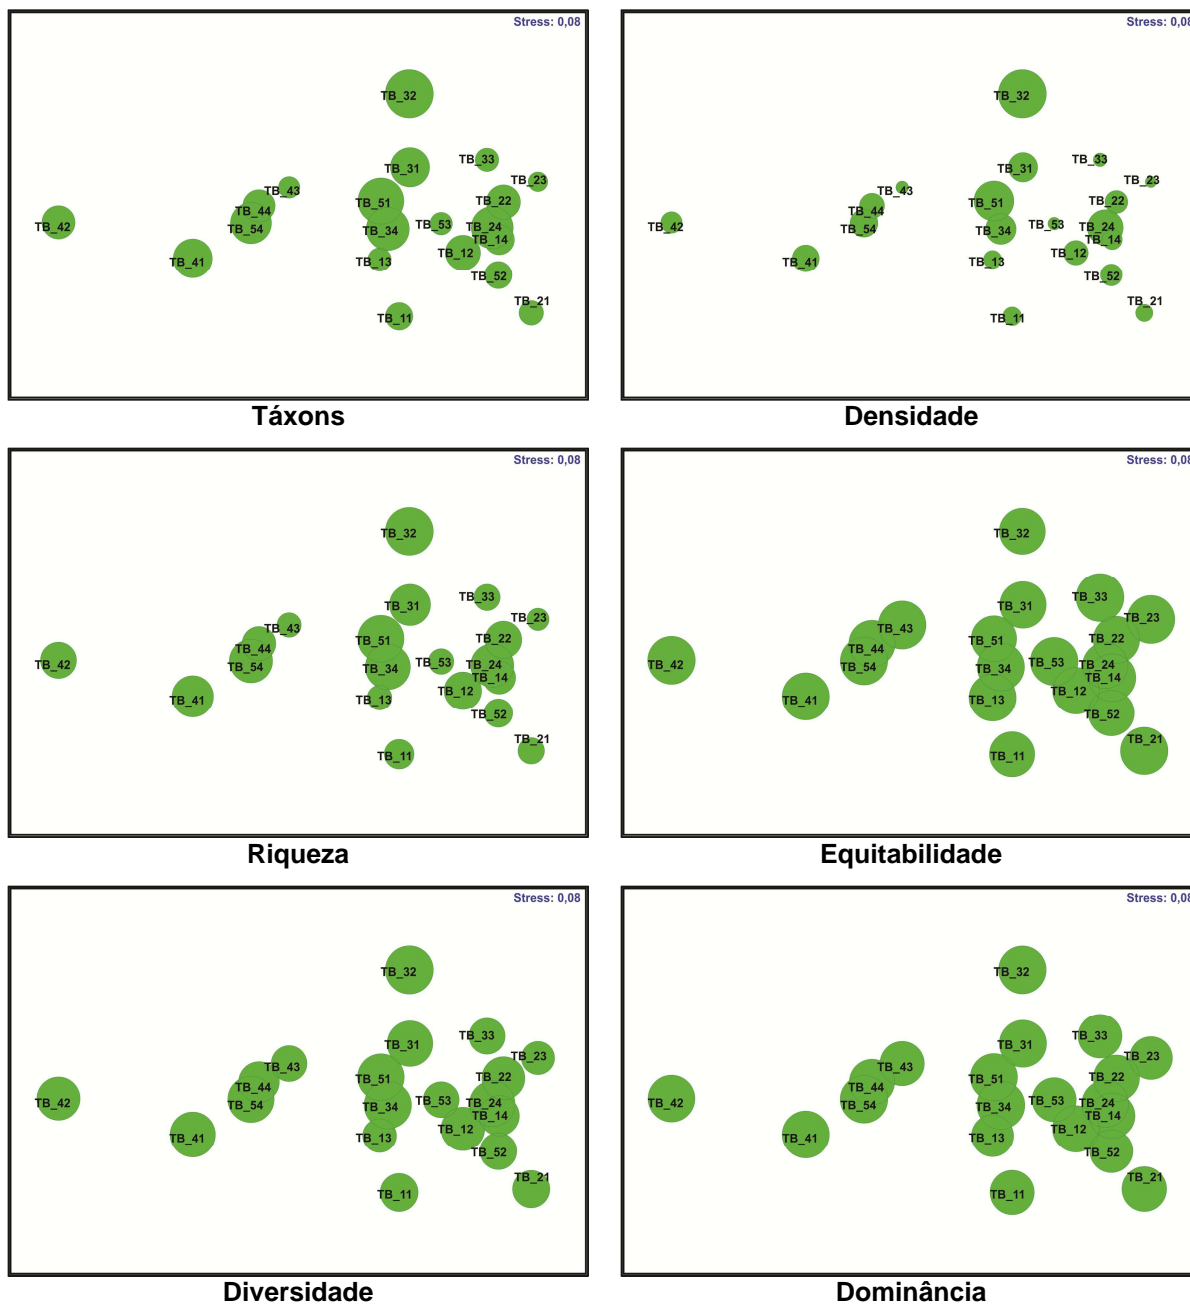 Stress: 0,08
TB_32
TB_31
TB_33
TB_23
TB_43
TB_51
TB_22
TB_44
TB_42
TB_54
TB_34
TB_53
TB_24
TB_14
TB_12
TB_41
TB_13
TB_52
TB_21
TB_11
Táxons
Stress: 0,08
TB_32
TB_31
TB_33
TB_23
TB_43
TB_51
TB_22
TB_44
TB_42
TB_54
TB_34
TB_53
TB_24
TB_14
TB_12
TB_41
TB_13
TB_52
TB_21
TB_11
Densidade
Stress: 0,08
TB_32
TB_31
TB_33
TB_23
TB_43
TB_51
TB_22
TB_44
TB_42
TB_54
TB_34
TB_53
TB_24
TB_14
TB_12
TB_41
TB_13
TB_52
TB_21
TB_11
Riqueza
Stress: 0,08
TB_32
TB_31
TB_33
TB_23
TB_43
TB_51
TB_22
TB_44
TB_42
TB_54
TB_34
TB_53
TB_24
TB_14
TB_12
TB_41
TB_13
TB_52
TB_21
TB_11
Equitabilidade
Stress: 0,08
TB_32
TB_31
TB_33
TB_23
TB_43
TB_51
TB_22
TB_44
TB_42
TB_54
TB_34
TB_53
TB_24
TB_14
TB_12
TB_41
TB_13
TB_52
TB_21
TB_11
Diversidade
Stress: 0,08
TB_32
TB_31
TB_33
TB_23
TB_43
TB_51
TB_22
TB_44
TB_42
TB_54
TB_34
TB_53
TB_24
TB_14
TB_12
TB_41
TB_13
TB_52
TB_21
TB_11
Dominância